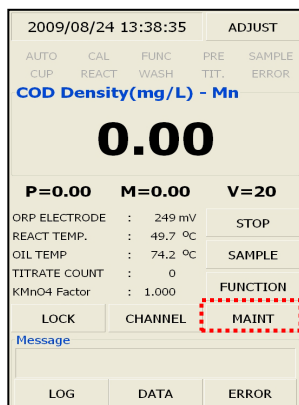 2009/08/24 13:38:35 ADJUST
AUTO CAL FUNC PRE SAMPLE
CUP REACT WASH TIT. ERROR
COD Density(mg/L) - Mn
0.00
P=0.00 M=0.00 V=20
ORP ELECTRODE : 249 mV
STOP
REACT TEMP. : 49.7 ºC
OIL TEMP : 74.2 ºC SAMPLE
TITRATE COUNT : 0
FUNCTION
KMnO4 Factor : 1.000
LOCK CHANNEL MAINT
Message
LOG DATA ERROR